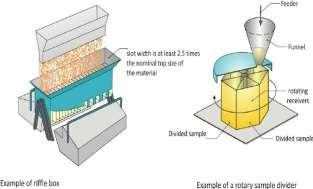 Feeder
Funnel
slot width is at least 2,5 times
the nominal top size of
the material
rotating
receivers
Divided sample
Divided sample
Example of riffle box
Example of a rotary sample divider